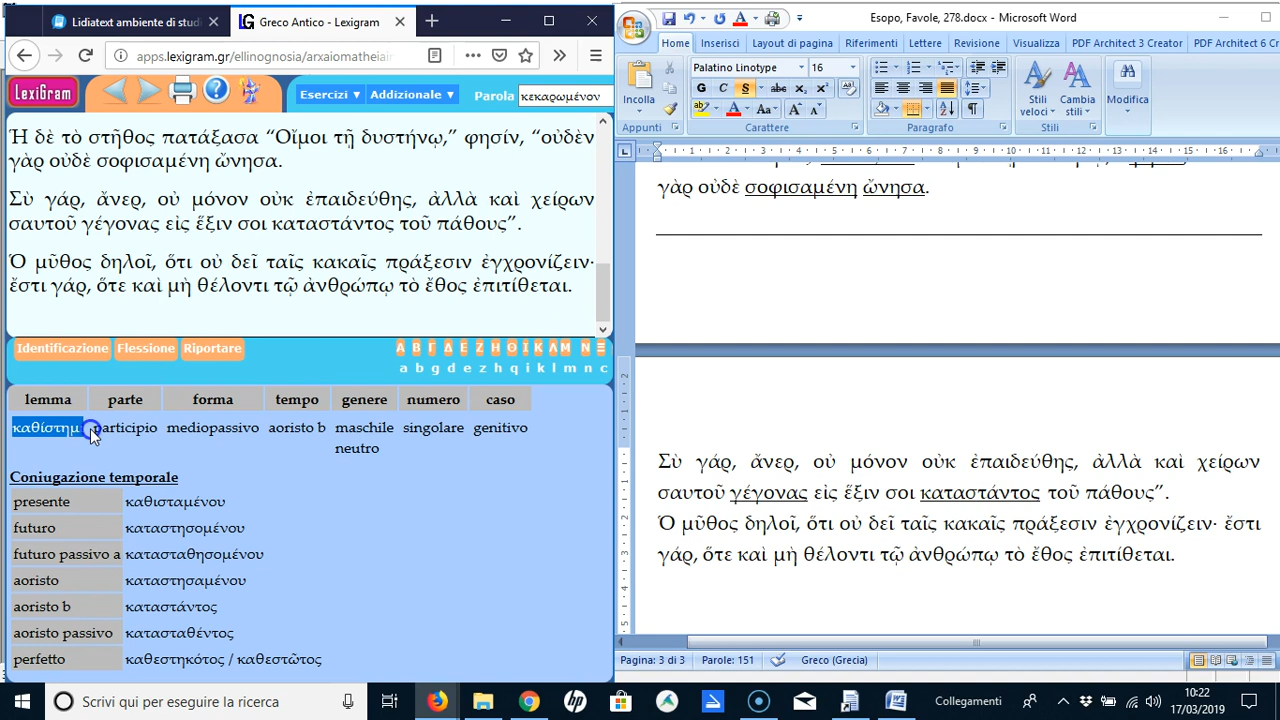 Lidiatext ambiente di studi
Greco Antico - Lexigram
apps.lexigram.gr/ellinognosia/arxaiomatheia
LEXIGRAM
Esercizi ▼
Addizionale ▼
Parola
κεκαρωμένον
Ἡ δὲ τὸ στῆθος πατάξασα “Οἴμοι τῇ δυστήνῳ,” φησίν, “οὐδὲν
γὰρ οὐδὲ σοφισαμένη ὤνησα.
Σὺ γάρ, ἄνερ, οὐ μόνον οὐκ ἐπαιδεύθης, ἀλλὰ καὶ χείρων
σαυτοῦ γέγονας εἰς ἕξιν σοι καταστάντος τοῦ πάθους”.
Ὁ μῦθος δηλοῖ, ὅτι οὐ δεῖ ταῖς κακαῖς πράξεσιν ἐγχρονίζειν·
ἔστι γάρ, ὅτε καὶ μὴ θέλοντι τῷ ἀνθρώπῳ τὸ ἔθος ἐπιτίθεται.
Identificazione Flessione Riportare
Α Β Γ Δ Ε Ζ Η Θ Ι Κ Λ Μ Ν Ξ
a b g d e z h q i k l m n c
lemma parte forma tempo genere numero caso
καθίστημι participio mediopassivo aoristo b maschile singolare genitivo
neutro
Coniugazione temporale
presente καθισταμένου
futuro καταστησομένου
futuro passivo a κατασταθησομένου
aoristo καταστησαμένου
aoristo b καταστάντος
aoristo passivo κατασταθέντος
perfetto καθεστηκότος / καθεστῶτος
Esopo, Favole, 278.docx - Microsoft Word
Home Inserisci Layout di pagina Riferimenti Lettere Revisione Visualizza PDF Architect 3 Creator PDF Architect 6 Cr
Palatino Linotype 16
Incolla
Stili veloci
Cambia stili
Modifica
Appunti Carattere Paragrafo Stili
γὰρ οὐδὲ σοφισαμένη ὤνησα.
Σὺ γάρ, ἄνερ, οὐ μόνον οὐκ ἐπαιδεύθης, ἀλλὰ καὶ χείρων
σαυτοῦ γέγονας εἰς ἕξιν σοι καταστάντος τοῦ πάθους”.
Ὁ μῦθος δηλοῖ, ὅτι οὐ δεῖ ταῖς κακαῖς πράξεσιν ἐγχρονίζειν· ἔστι
γάρ, ὅτε καὶ μὴ θέλοντι τῷ ἀνθρώπῳ τὸ ἔθος ἐπιτίθεται.
Pagina: 3 di 3 Parole: 151 Greco (Grecia)
Scrivi qui per eseguire la ricerca
Collegamenti
10:22
17/03/2019